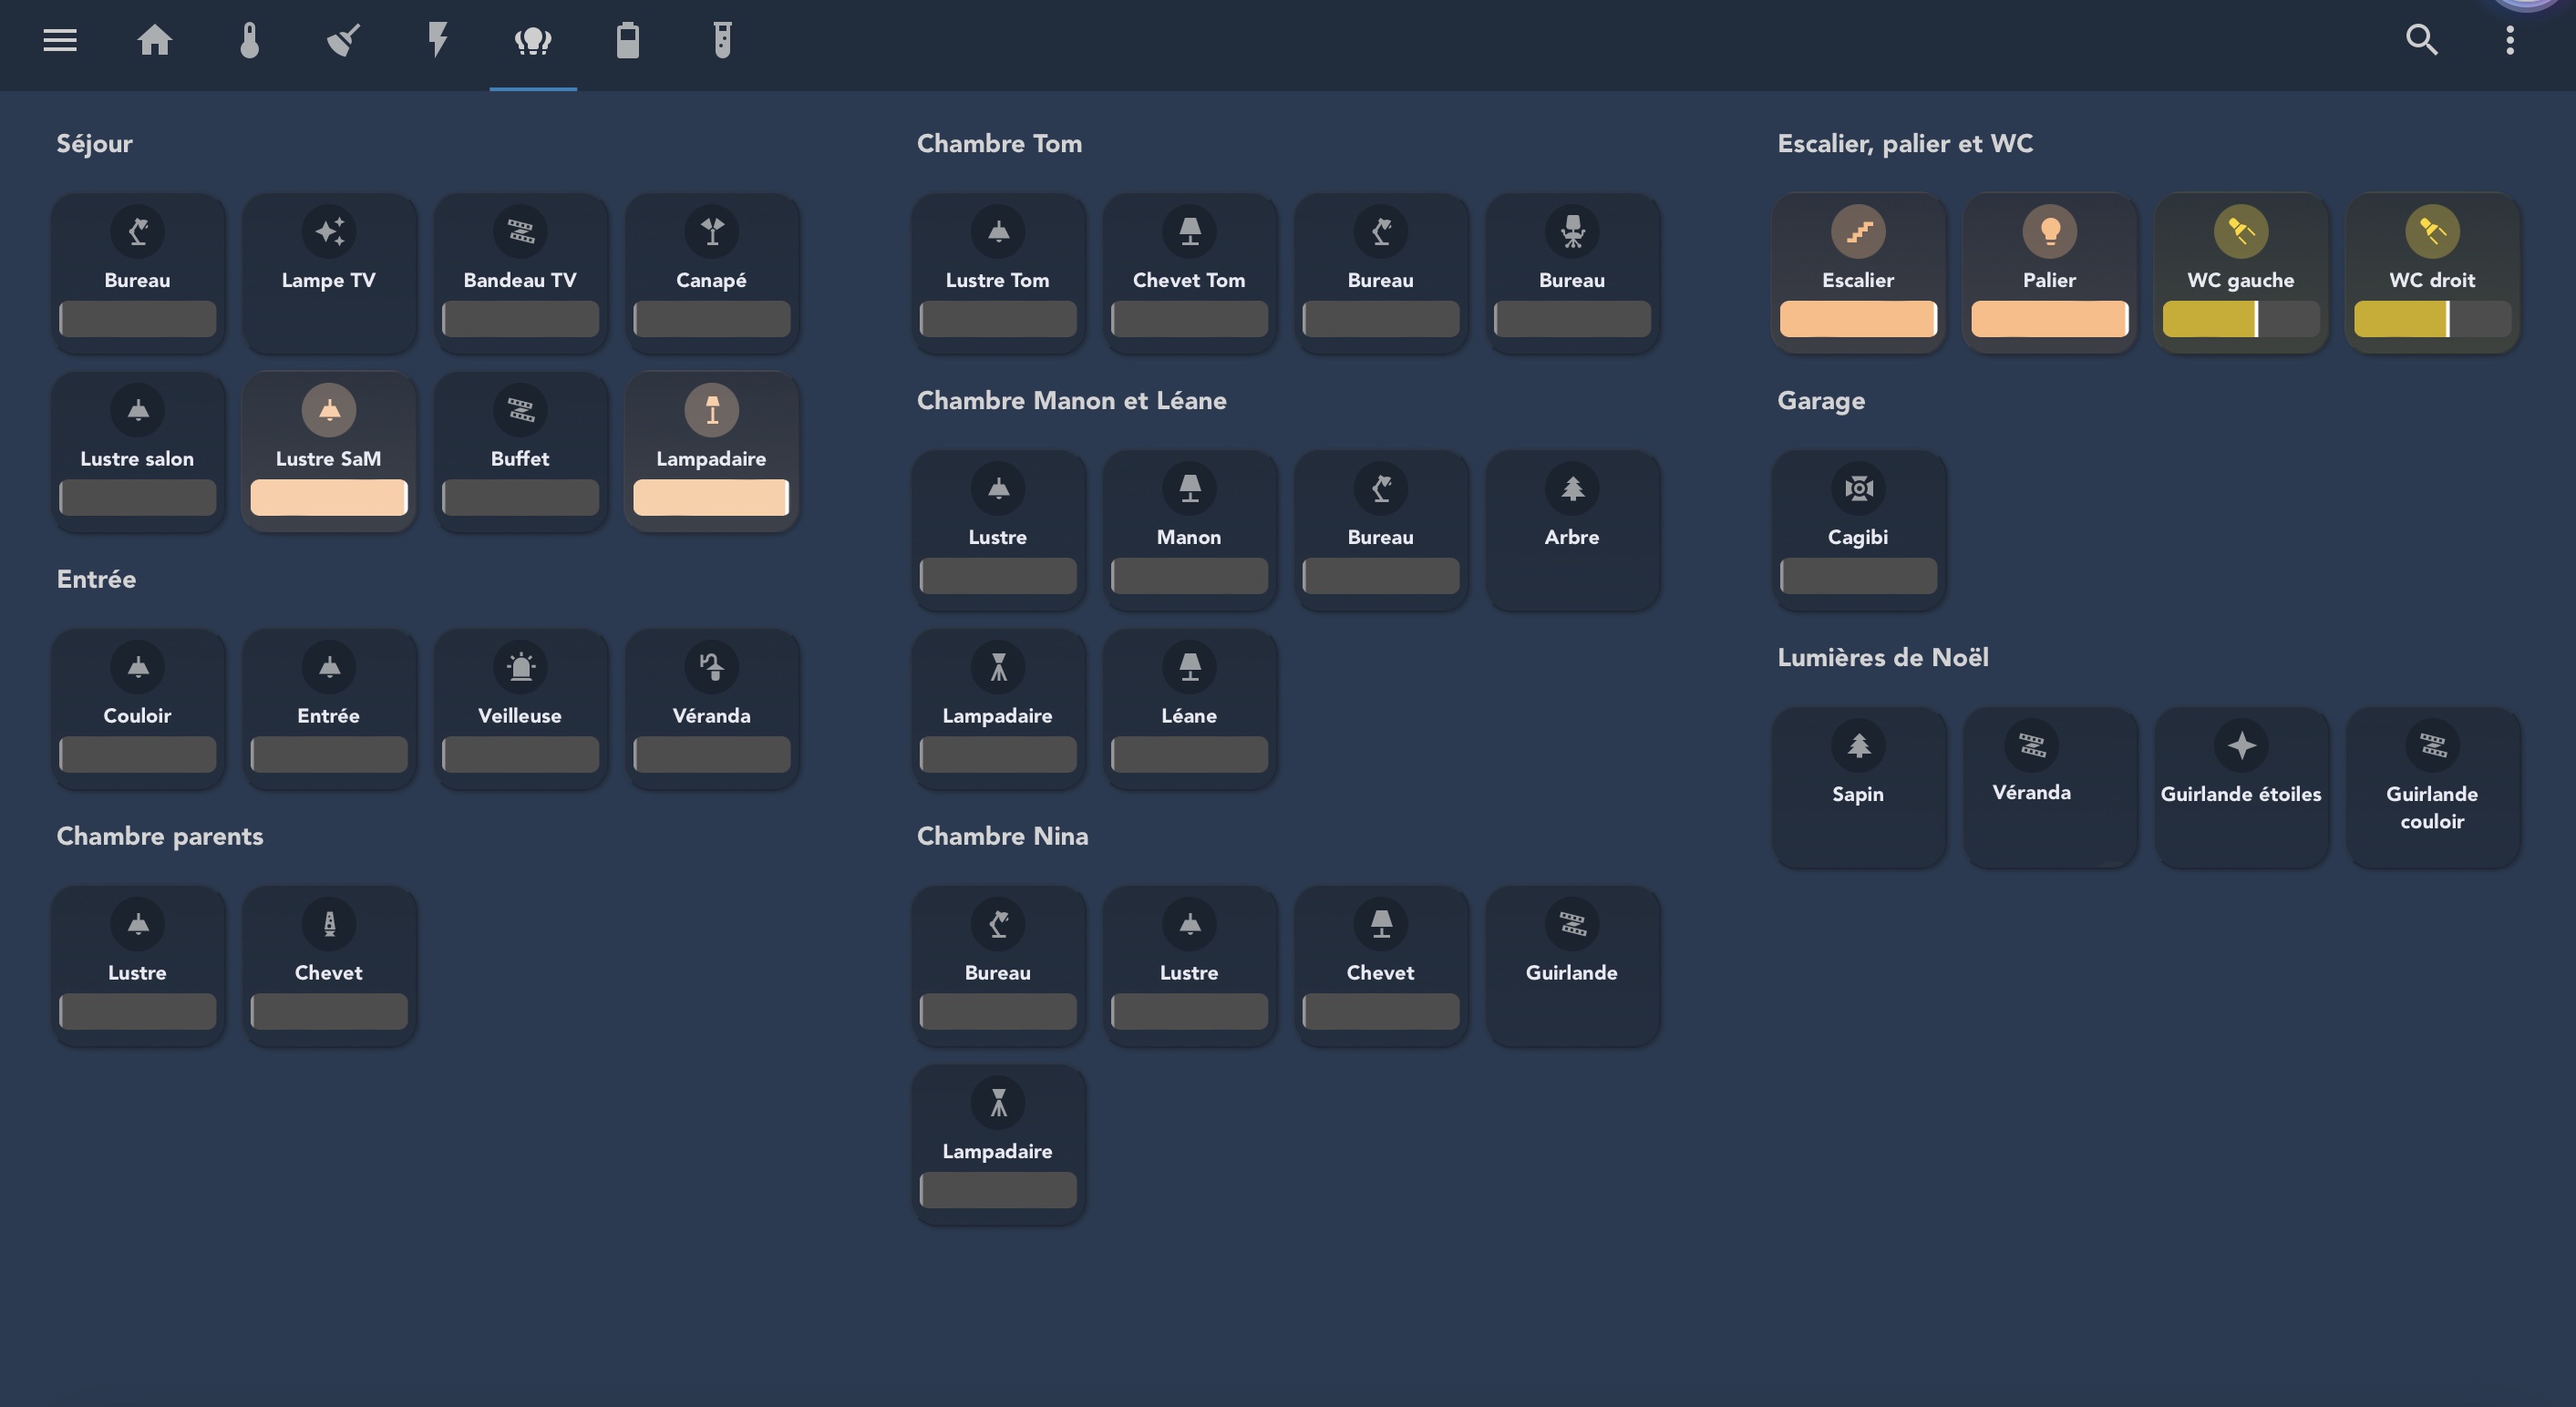 Séjour
Bureau
Lampe TV
Bandeau TV
Canapé
Lustre salon
Lustre SaM
Buffet
Lampadaire
Entrée
Couloir
Entrée
Veilleuse
Véranda
Chambre parents
Lustre
Chevet
Chambre Tom
Lustre Tom
Chevet Tom
Bureau
Bureau
Chambre Manon et Léane
Lustre
Manon
Bureau
Arbre
Lampadaire
Léane
Chambre Nina
Bureau
Lustre
Chevet
Guirlande
Lampadaire
Escalier, palier et WC
Escalier
Palier
WC gauche
WC droit
Garage
Cagibi
Lumières de Noël
Sapin
Véranda
Guirlande étoiles
Guirlande
couloir